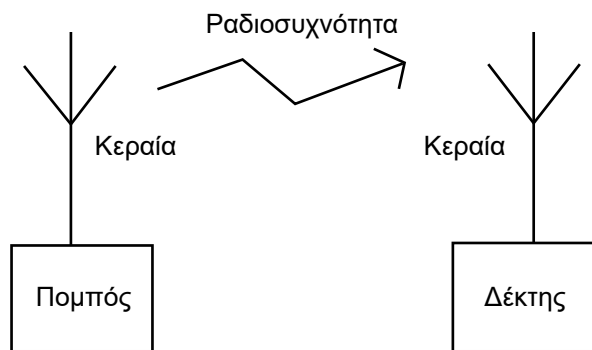 Ραδιοσυχνότητα
Κεραία
Κεραία
Πομπός
Δέκτης